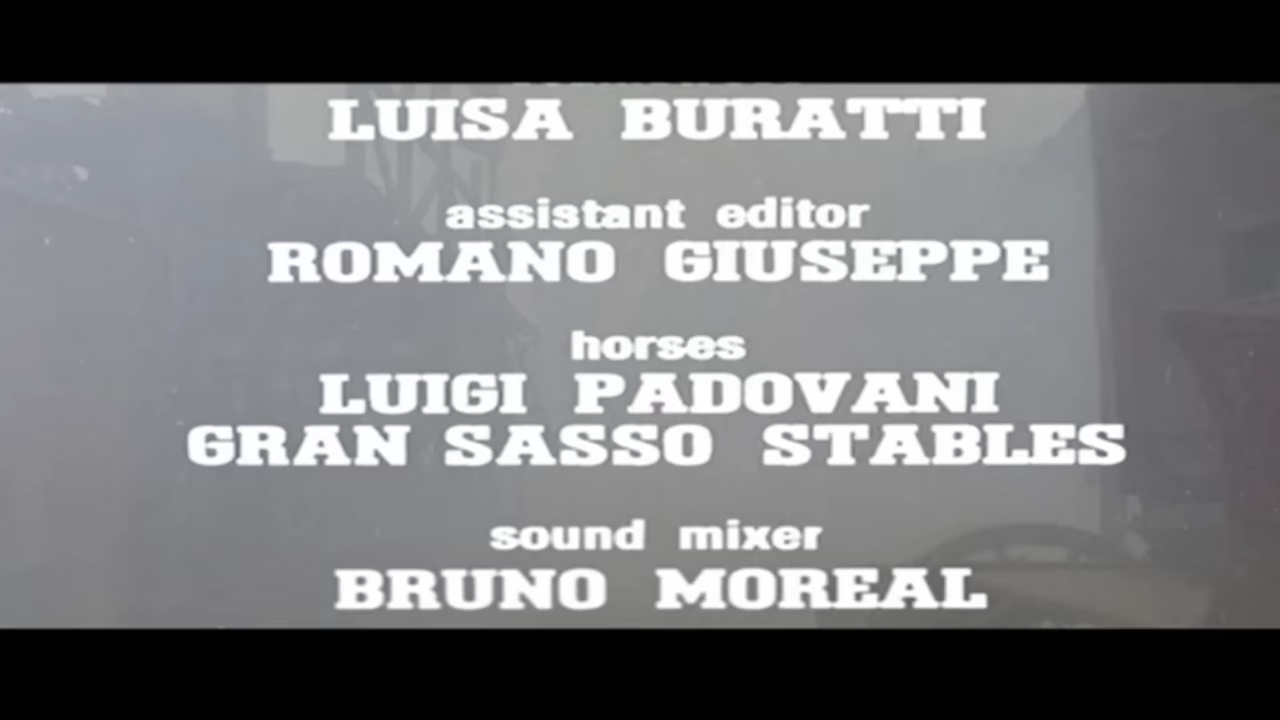 LUISA BURATTI
assistant editor
ROMANO GIUSEPPE
horses
LUIGI PADOVANI
GRAN SASSO STABLES
sound mixer
BRUNO MOREAL